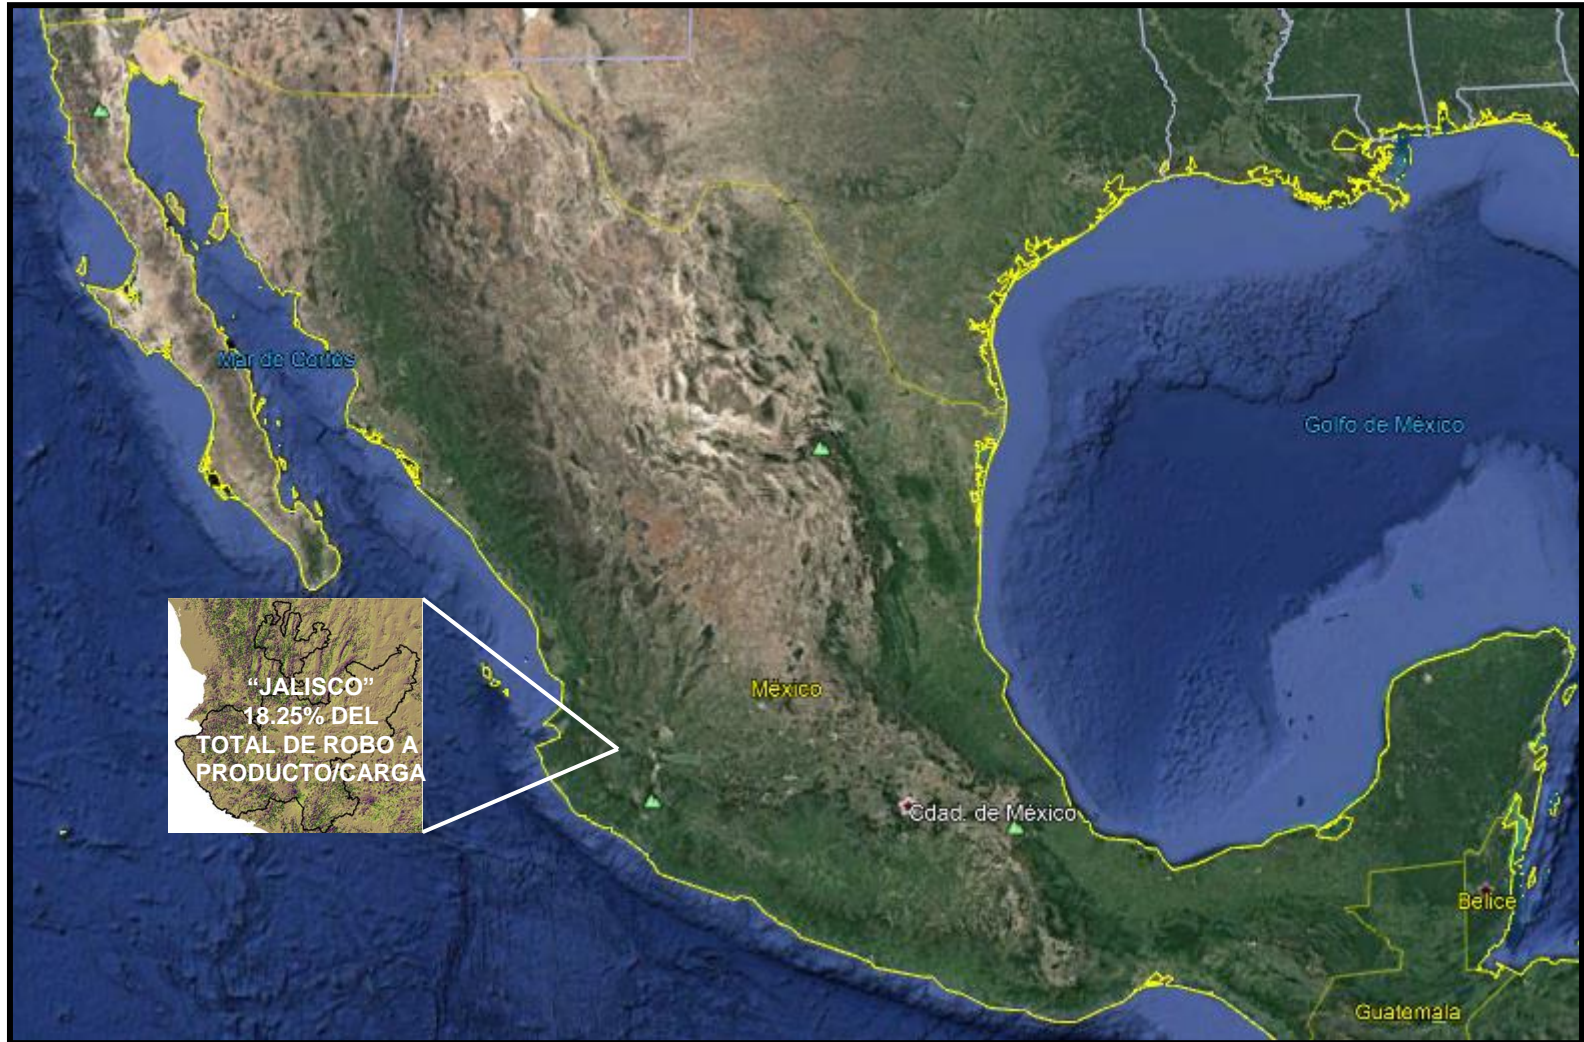 Mar de Cortés
Golfo de México
“JALISCO”
18.25% DEL
TOTAL DE ROBO A
PRODUCTO/CARGA
México
Cdad. de México
Belice
Guatemala